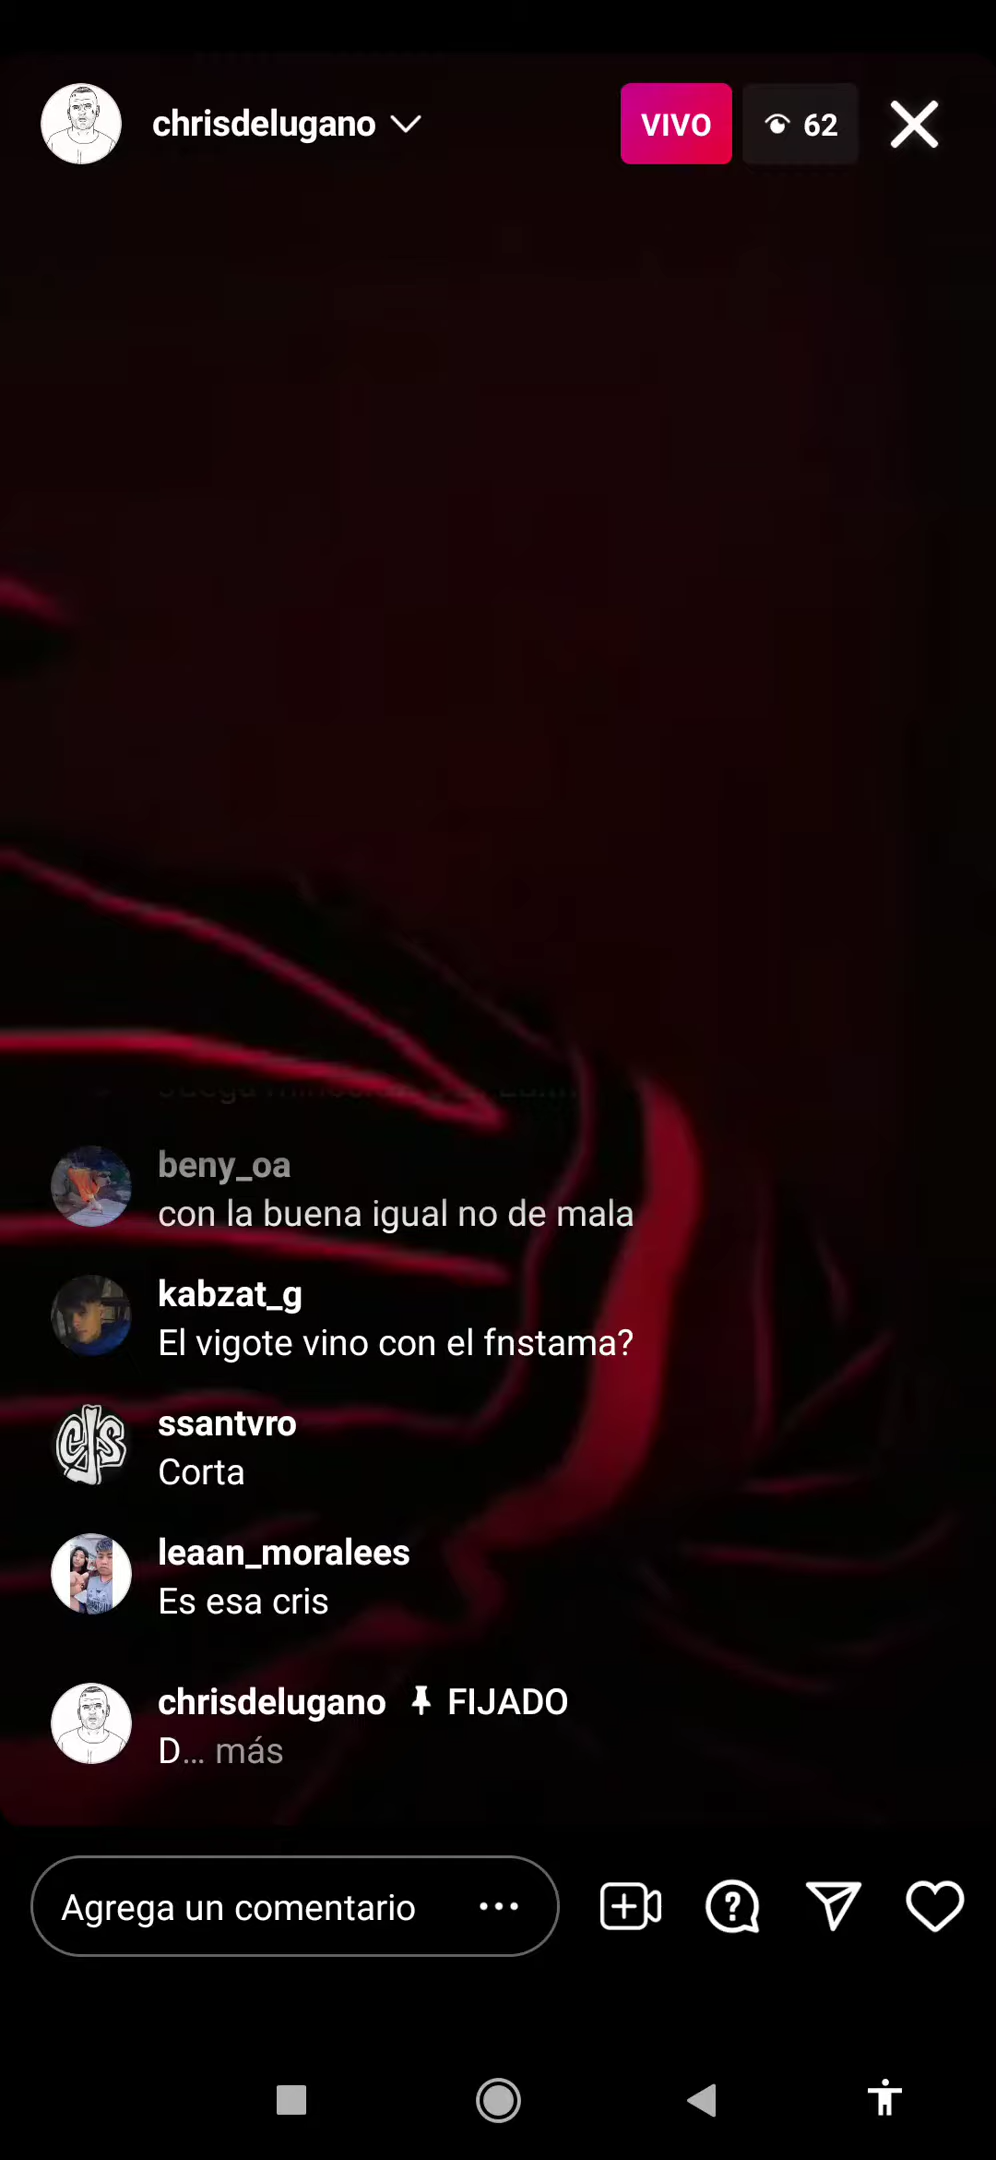 chrisdelugano
VIVO
62
beny_oa
con la buena igual no de mala
kabzat_g
El vigote vino con el fnstama?
ssantvro
Corta
leaan_moralees
Es esa cris
chrisdelugano FIJADO
D... más
Agrega un comentario